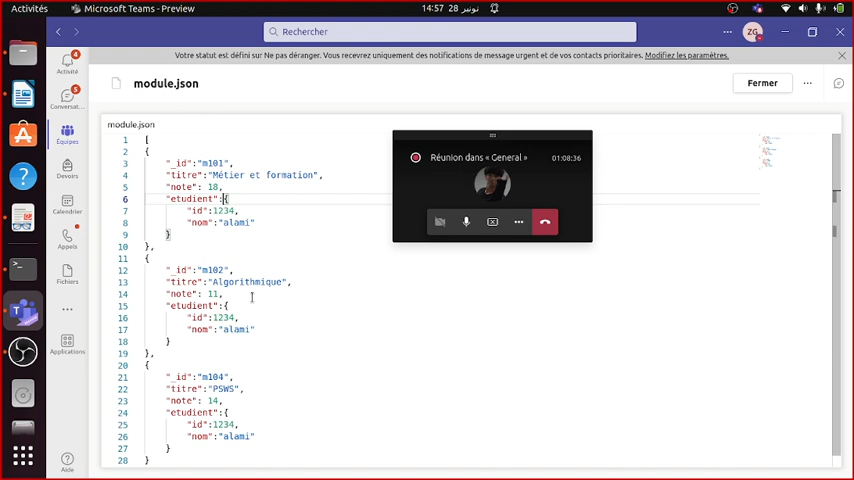 Activités
Microsoft Teams - Preview
14:57 28 نونبر
Rechercher
ZG
Votre statut est défini sur Ne pas déranger. Vous recevrez uniquement des notifications de message urgent et de vos contacts prioritaires. Modifiez les paramètres.
4
Activité
5
Conversat...
Équipes
Devoirs
Calendrier
Appels
Fichiers
Applications
Aide
module.json
Fermer
module.json
Réunion dans « General »
01:08:36
1 [
2 {
3 "_id":"m101",
4 "titre":"Métier et formation",
5 "note": 18,
6 "etudient":{
7 "id":1234,
8 "nom":"alami"
9 }
10 },
11 {
12 "_id":"m102",
13 "titre":"Algorithmique",
14 "note": 11,
15 "etudient":{
16 "id":1234,
17 "nom":"alami"
18 }
19 },
20 {
21 "_id":"m104",
22 "titre":"PSWS",
23 "note": 14,
24 "etudient":{
25 "id":1234,
26 "nom":"alami"
27 }
28 }